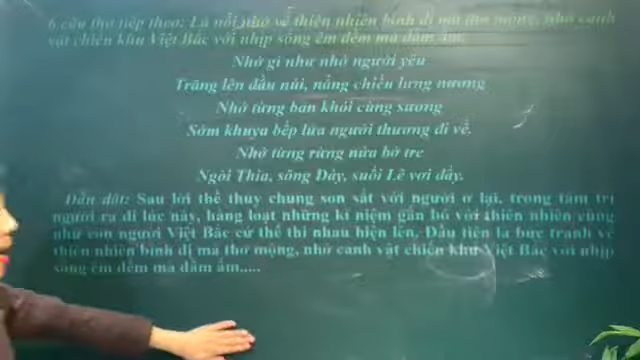 6.câu thơ tiếp theo: Là nỗi nhớ về thiên nhiên bình dị mà thơ mộng, nhớ cảnh
vật chiến khu Việt Bắc với nhịp sống êm đềm mà đầm ấm.
Nhớ gì như nhớ người yêu
Trăng lên đầu núi, nắng chiều lưng nương
Nhớ từng bản khói cùng sương
Sớm khuya bếp lửa người thương đi về.
Nhớ từng rừng nứa bờ tre
Ngòi Thia, sông Đáy, suối Lê vơi đầy.
Dẫn dắt: Sau lời thề thủy chung son sắt với người ở lại, trong tâm trí
người ra đi lúc này, hàng loạt những kỉ niệm gắn bó với thiên nhiên cũng
như con người Việt Bắc cứ thế thi nhau hiện lên. Đầu tiên là bức tranh về
thiên nhiên bình dị mà thơ mộng, nhớ cảnh vật chiến khu Việt Bắc với nhịp
sống êm đềm mà đầm ấm.....